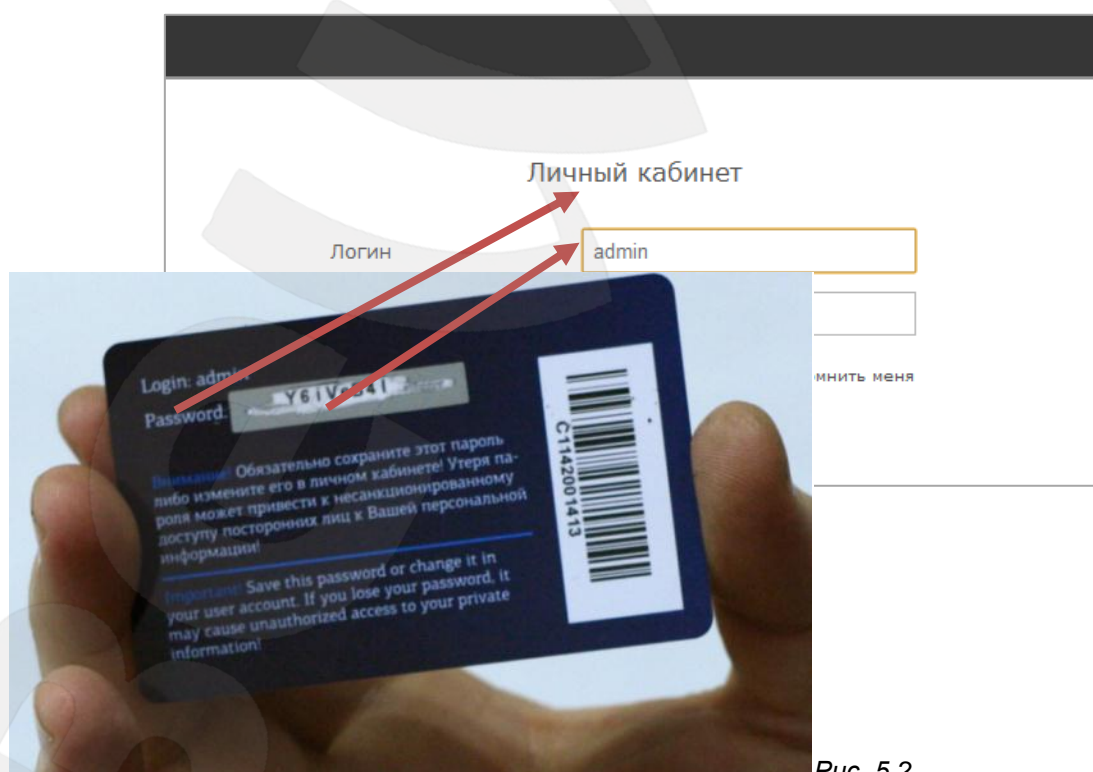 Личный кабинет
Логин
admin
омнить меня
Login: admin
Password:
Внимание! Обязательно сохраните этот пароль
либо измените его в личном кабинете! Утеря па-
роля может привести к несанкционированному
доступу посторонних лиц к Вашей персональной
информации!
Important! Save this password or change it in
your user account. If you lose your password, it
may cause unauthorized access to your private
information!
C1142001413
Рис. 5.2